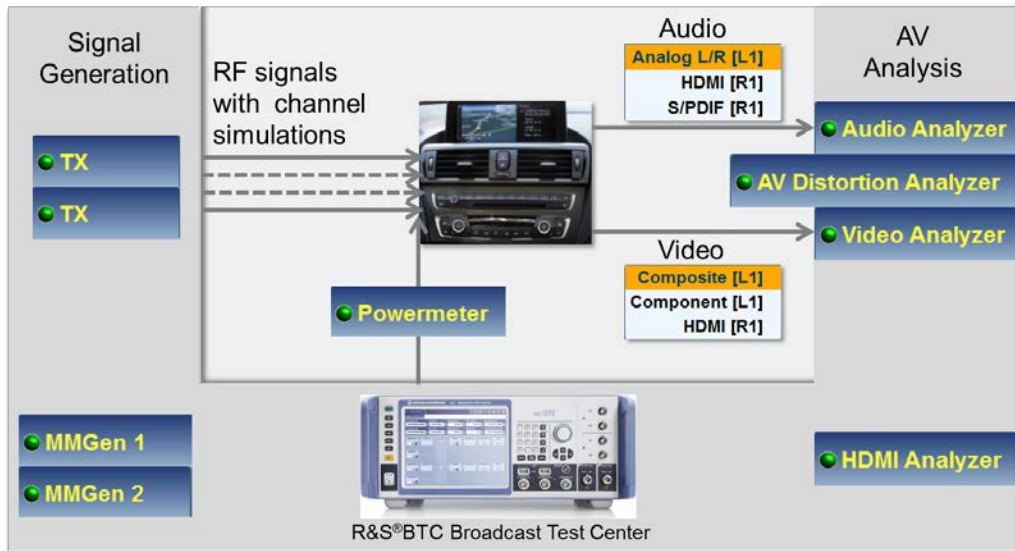 Signal
Generation
TX
TX
RF signals
with channel
simulations
Audio
Analog L/R [L1]
HDMI [R1]
S/PDIF [R1]
AV
Analysis
Audio Analyzer
AV Distortion Analyzer
Video Analyzer
Video
Composite [L1]
Component [L1]
HDMI [R1]
Powermeter
MMGen 1
MMGen 2
HDMI Analyzer
R&S®BTC Broadcast Test Center